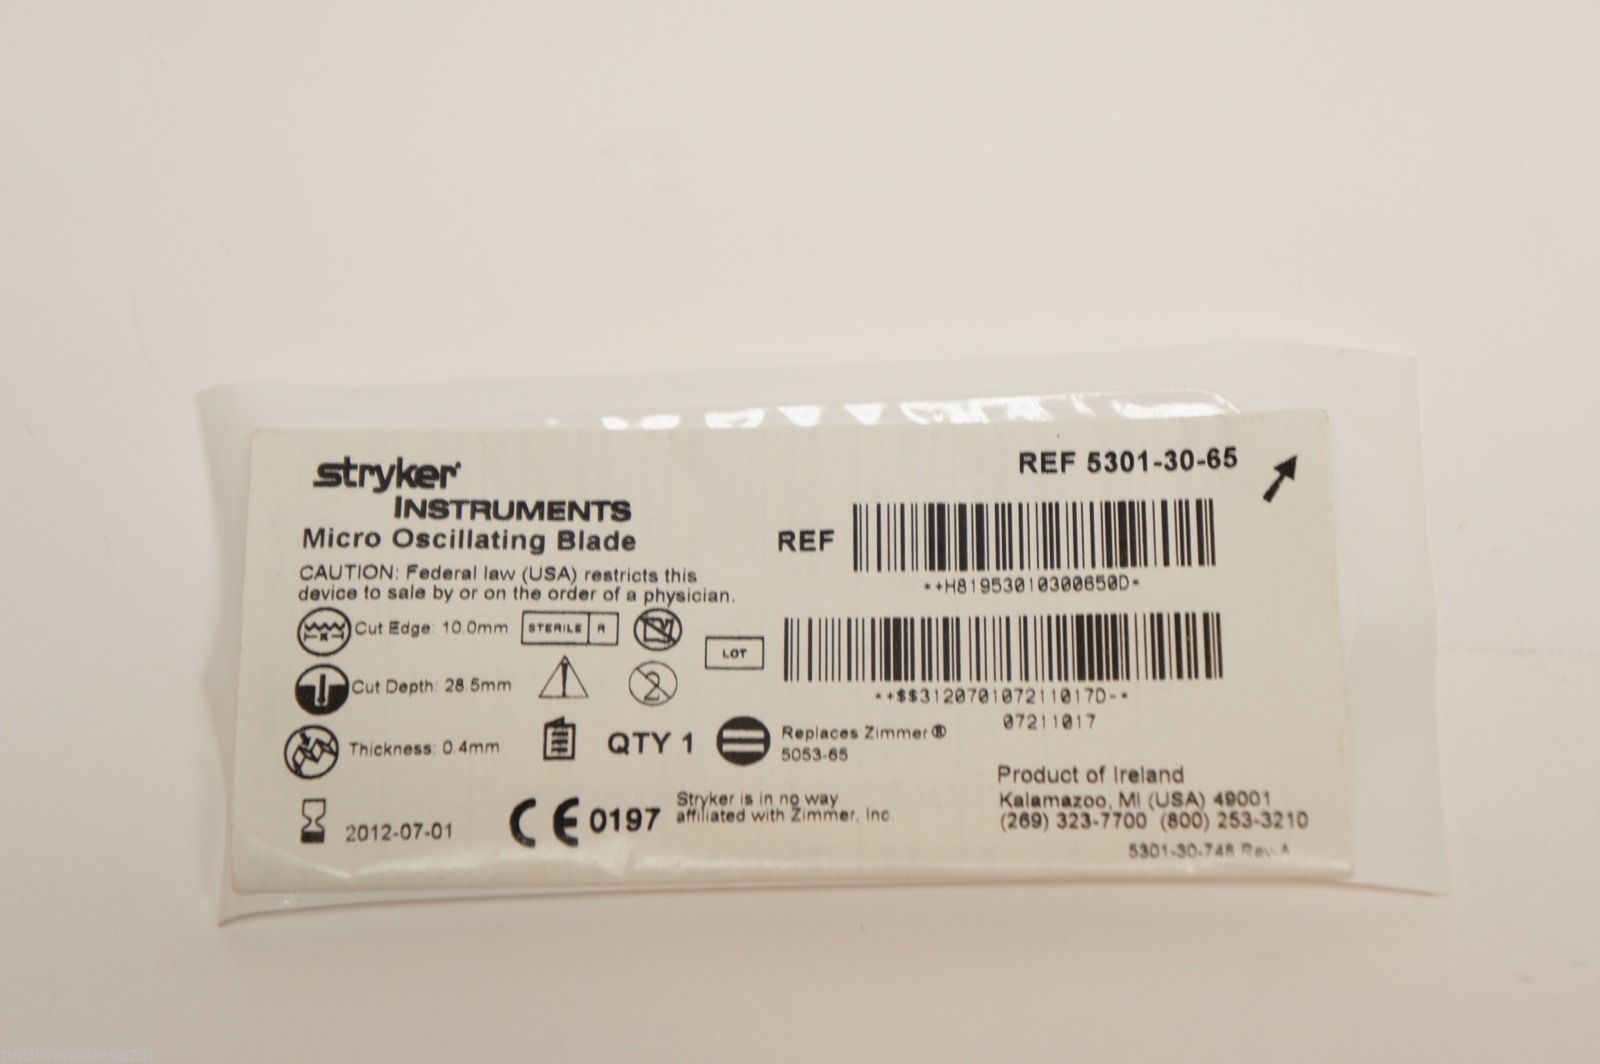 stryker
INSTRUMENTS
Micro Oscillating Blade
CAUTION: Federal law (USA) restricts this
device to sale by or on the order of a physician.
Cut Edge: 10.0mm
STERILE R
Cut Depth: 28.5mm
2
Thickness: 0.4mm
QTY 1
2012-07-01
CE 0197
Stryker is in no way
affiliated with Zimmer, Inc.
REF 5301-30-65
REF
*+H81953010300650D*
LOT
*+$$312070107211017D-*
07211017
Replaces Zimmer®
5053-65
Product of Ireland
Kalamazoo, MI (USA) 49001
(269) 323-7700 (800) 253-3210
5301-30-748 Rev-A
nationalsalesazal